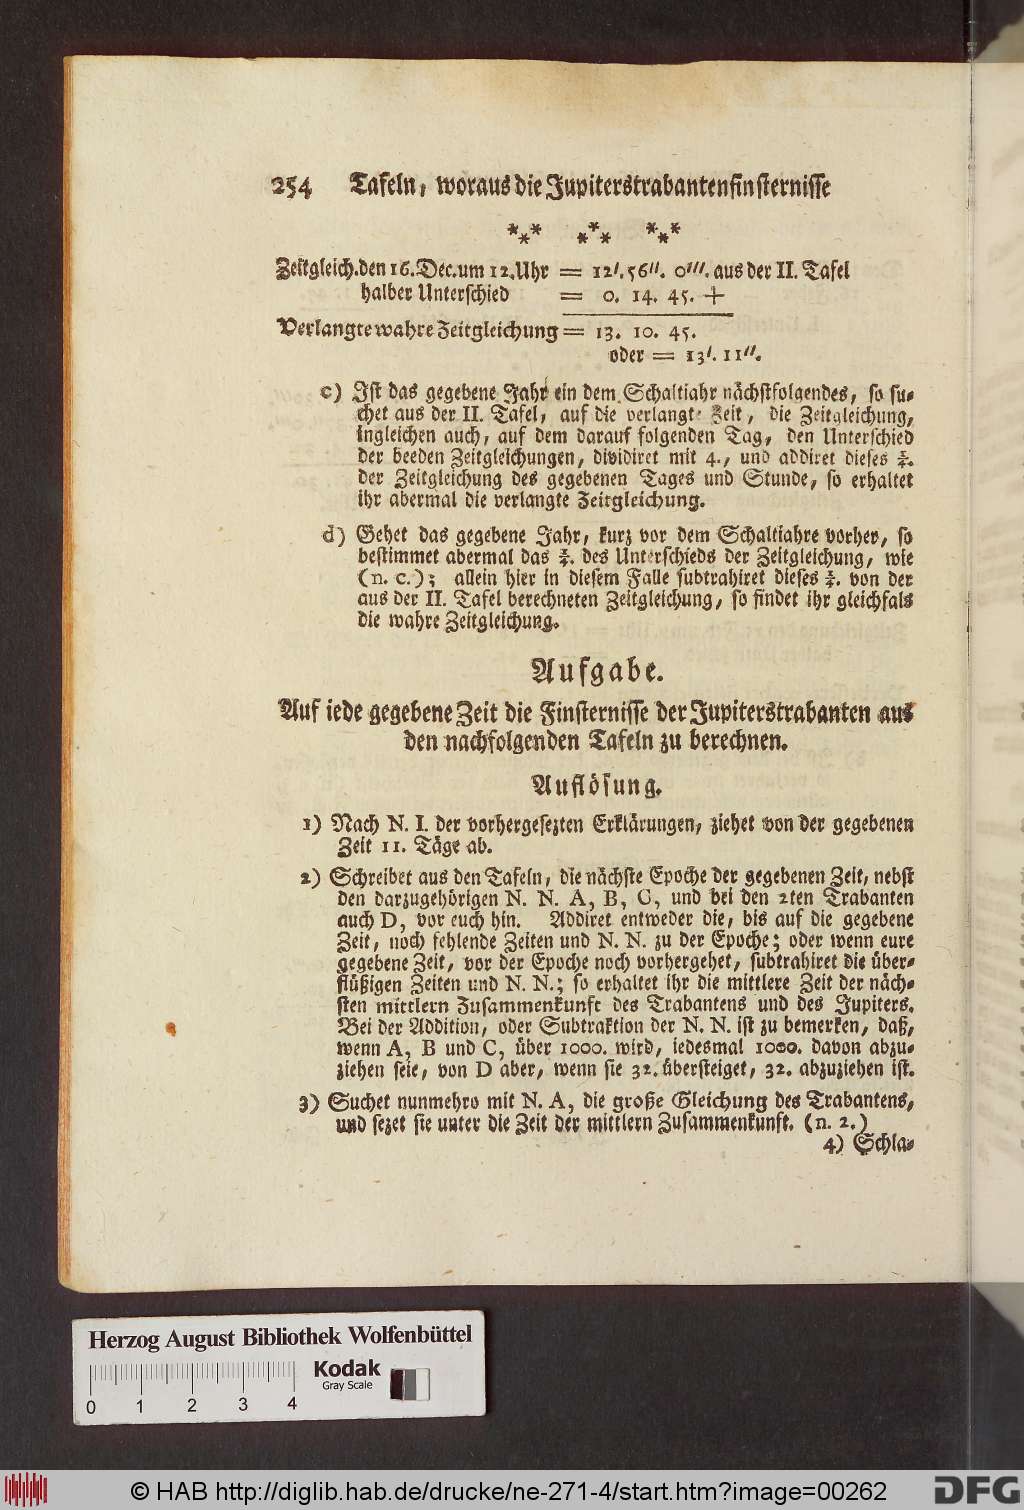 254 Tafeln, woraus die Jupiterstrabantenfinsternisse
*** *** ***
Zeitgleich. den 16. Dec. um 12. Uhr = 12'. 56''. 0'''. aus der II. Tafel
halber Unterschied = 0. 14. 45. +
Verlangte wahre Zeitgleichung = 13. 10. 45.
oder = 13'. 11''.
c) Ist das gegebene Jahr ein dem Schaltjahr nächstfolgendes, so su-
chet aus der II. Tafel, auf die verlangte Zeit, die Zeitgleichung,
ingleichen auch, auf dem darauf folgenden Tag, den Unterschied
der beeden Zeitgleichungen, dividiret mit 4., und addiret dieses ¼.
der Zeitgleichung des gegebenen Tages und Stunde, so erhaltet
ihr abermal die verlangte Zeitgleichung.
d) Gehet das gegebene Jahr, kurz vor dem Schaltjahre vorher, so
bestimmet abermal das ¼. des Unterschieds der Zeitgleichung, wie
(n. c.); allein hier in diesem Falle subtrahiret dieses ¼. von der
aus der II. Tafel berechneten Zeitgleichung, so findet ihr gleichfals
die wahre Zeitgleichung.
Aufgabe.
Auf iede gegebene Zeit die Finsternisse der Jupiterstrabanten aus
den nachfolgenden Tafeln zu berechnen.
Auflösung.
1) Nach N. I. der vorhergesezten Erklärungen, ziehet von der gegebenen
Zeit 11. Täge ab.
2) Schreibet aus den Tafeln, die nächste Epoche der gegebenen Zeit, nebst
den darzugehörigen N. N. A, B, C, und bei den 2ten Trabanten
auch D, vor euch hin. Addiret entweder die, bis auf die gegebene
Zeit, noch fehlende Zeiten und N. N. zu der Epoche; oder wenn eure
gegebene Zeit, vor der Epoche noch vorhergehet, subtrahiret die über-
flüßigen Zeiten und N. N.; so erhaltet ihr die mittlere Zeit der näch-
sten mittlern Zusammenkunft des Trabantens und des Jupiters.
Bei der Addition, oder Subtraktion der N. N. ist zu bemerken, daß,
wenn A, B und C, über 1000. wird, iedesmal 1000. davon abzu-
ziehen seie, von D aber, wenn sie 32. übersteiget, 32. abzuziehen ist.
3) Suchet nunmehro mit N. A, die große Gleichung des Trabantens,
und sezet sie unter die Zeit der mittlern Zusammenkunft. (n. 2.)
4) Schla-
Herzog August Bibliothek Wolfenbüttel
Kodak
Gray Scale
0 1 2 3 4
© HAB http://diglib.hab.de/drucke/ne-271-4/start.htm?image=00262
DFG